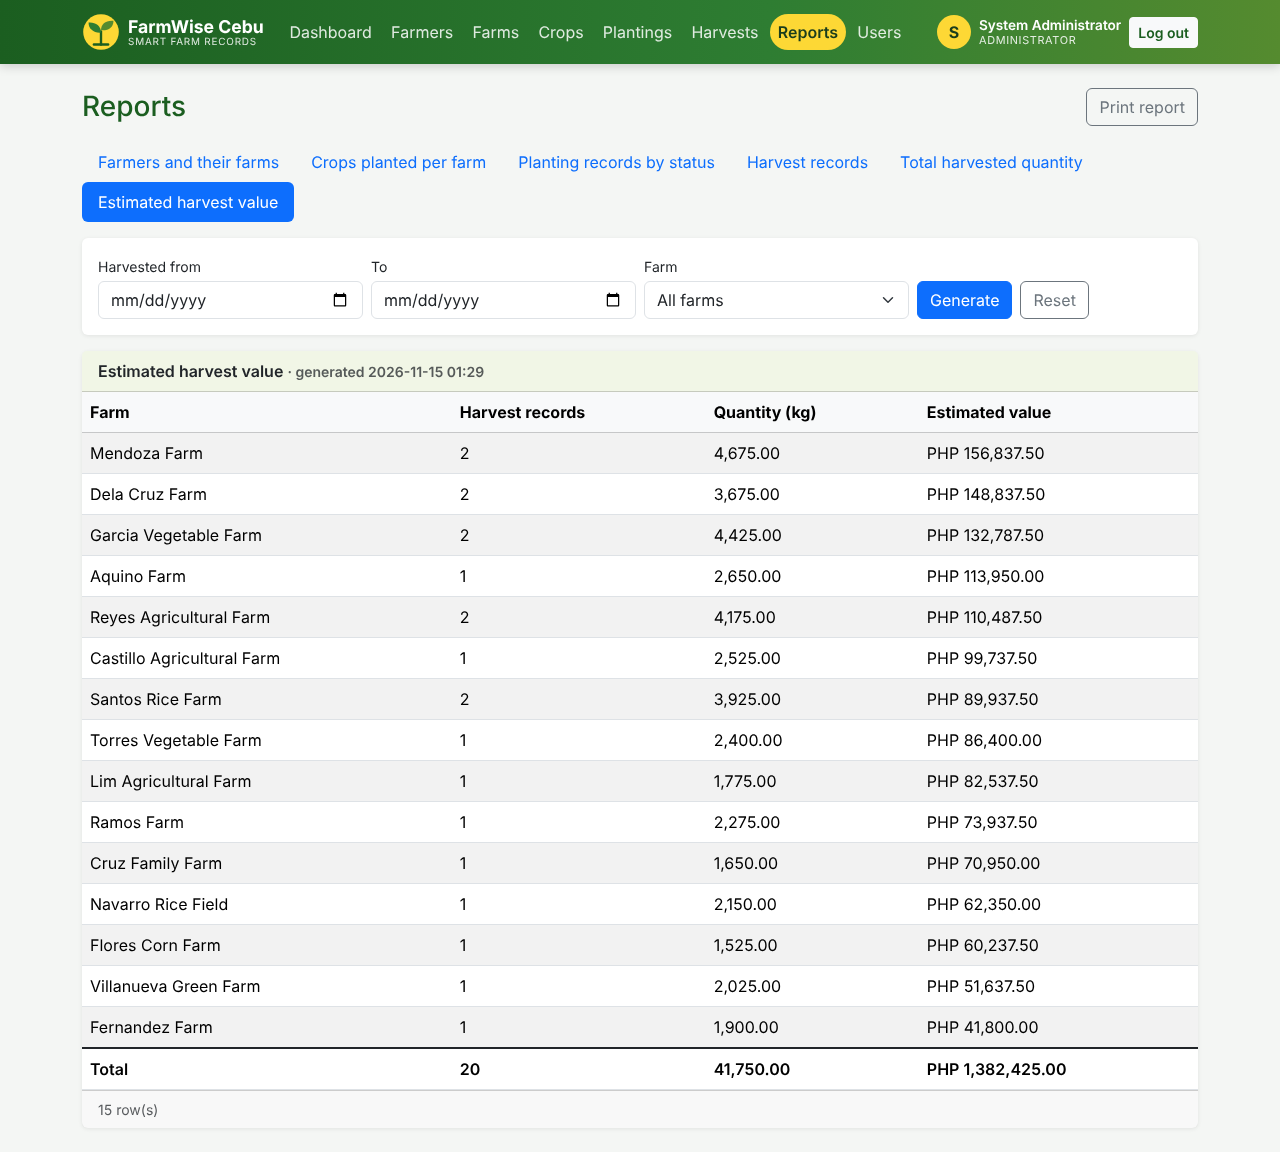 FarmWise Cebu
SMART FARM RECORDS
Dashboard Farmers Farms Crops Plantings Harvests Reports Users
S
System Administrator
ADMINISTRATOR
Log out
Reports
Print report
Farmers and their farms Crops planted per farm Planting records by status Harvest records Total harvested quantity
Estimated harvest value
Harvested from To Farm
mm/dd/yyyy mm/dd/yyyy All farms Generate Reset
Estimated harvest value · generated 2026-11-15 01:29
Farm Harvest records Quantity (kg) Estimated value
Mendoza Farm 2 4,675.00 PHP 156,837.50
Dela Cruz Farm 2 3,675.00 PHP 148,837.50
Garcia Vegetable Farm 2 4,425.00 PHP 132,787.50
Aquino Farm 1 2,650.00 PHP 113,950.00
Reyes Agricultural Farm 2 4,175.00 PHP 110,487.50
Castillo Agricultural Farm 1 2,525.00 PHP 99,737.50
Santos Rice Farm 2 3,925.00 PHP 89,937.50
Torres Vegetable Farm 1 2,400.00 PHP 86,400.00
Lim Agricultural Farm 1 1,775.00 PHP 82,537.50
Ramos Farm 1 2,275.00 PHP 73,937.50
Cruz Family Farm 1 1,650.00 PHP 70,950.00
Navarro Rice Field 1 2,150.00 PHP 62,350.00
Flores Corn Farm 1 1,525.00 PHP 60,237.50
Villanueva Green Farm 1 2,025.00 PHP 51,637.50
Fernandez Farm 1 1,900.00 PHP 41,800.00
Total 20 41,750.00 PHP 1,382,425.00
15 row(s)